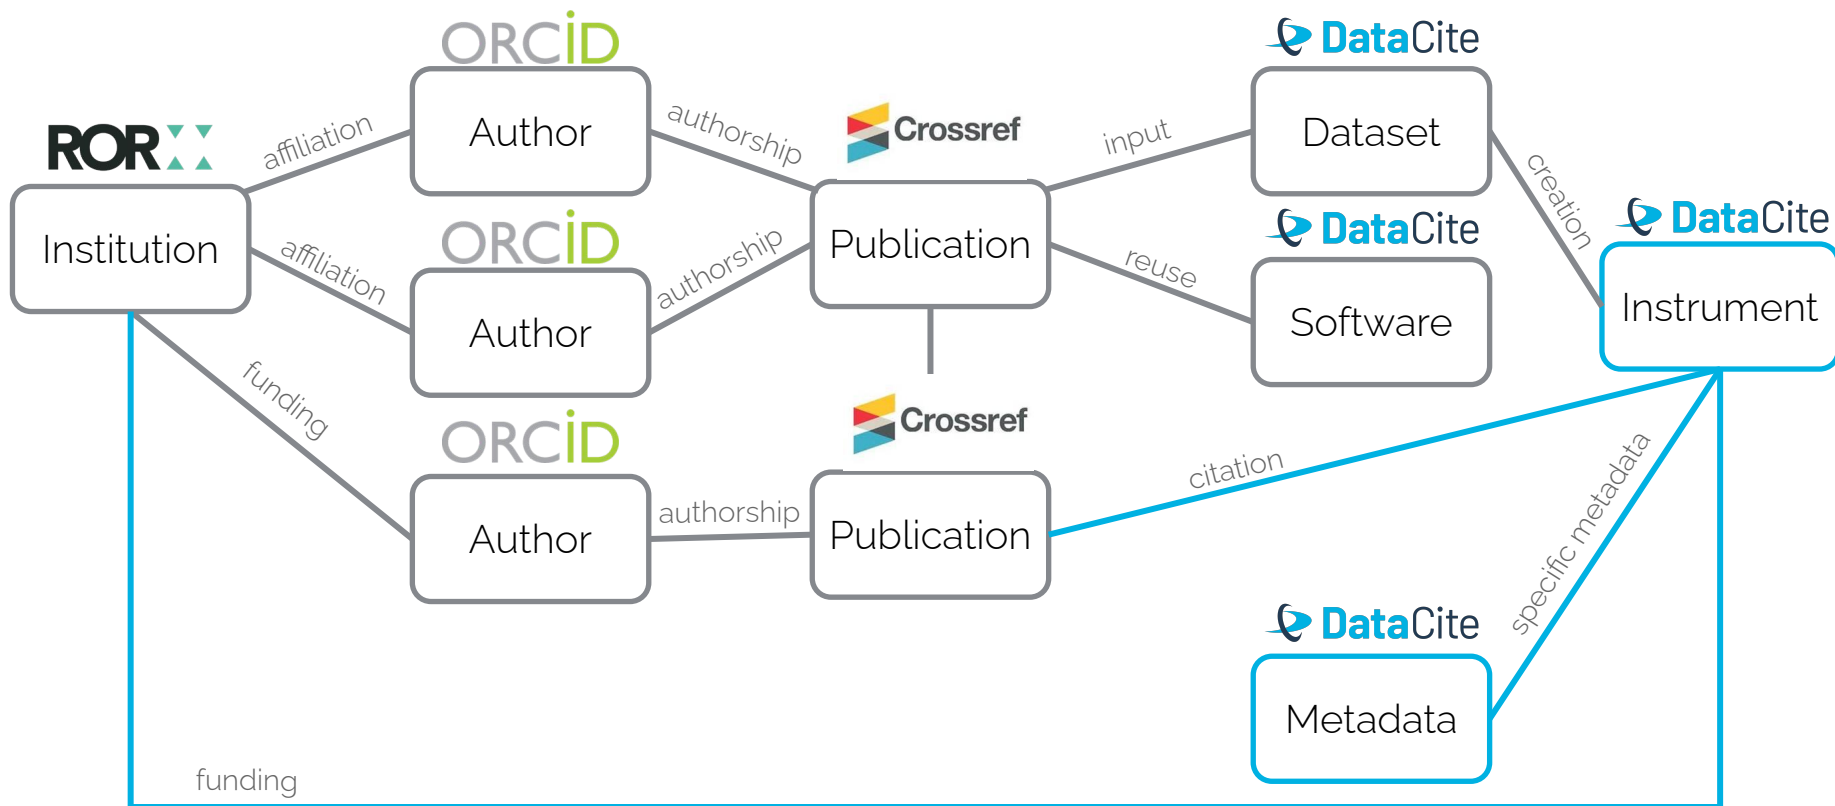 ORCiD
DataCite
ROR
affiliation
Author
authorship
Crossref
input
Dataset
creation
Institution
affiliation
ORCiD
Author
authorship
Publication
reuse
DataCite
Software
DataCite
Instrument
funding
ORCiD
Author
authorship
Crossref
Publication
citation
specific metadata
DataCite
Metadata
funding